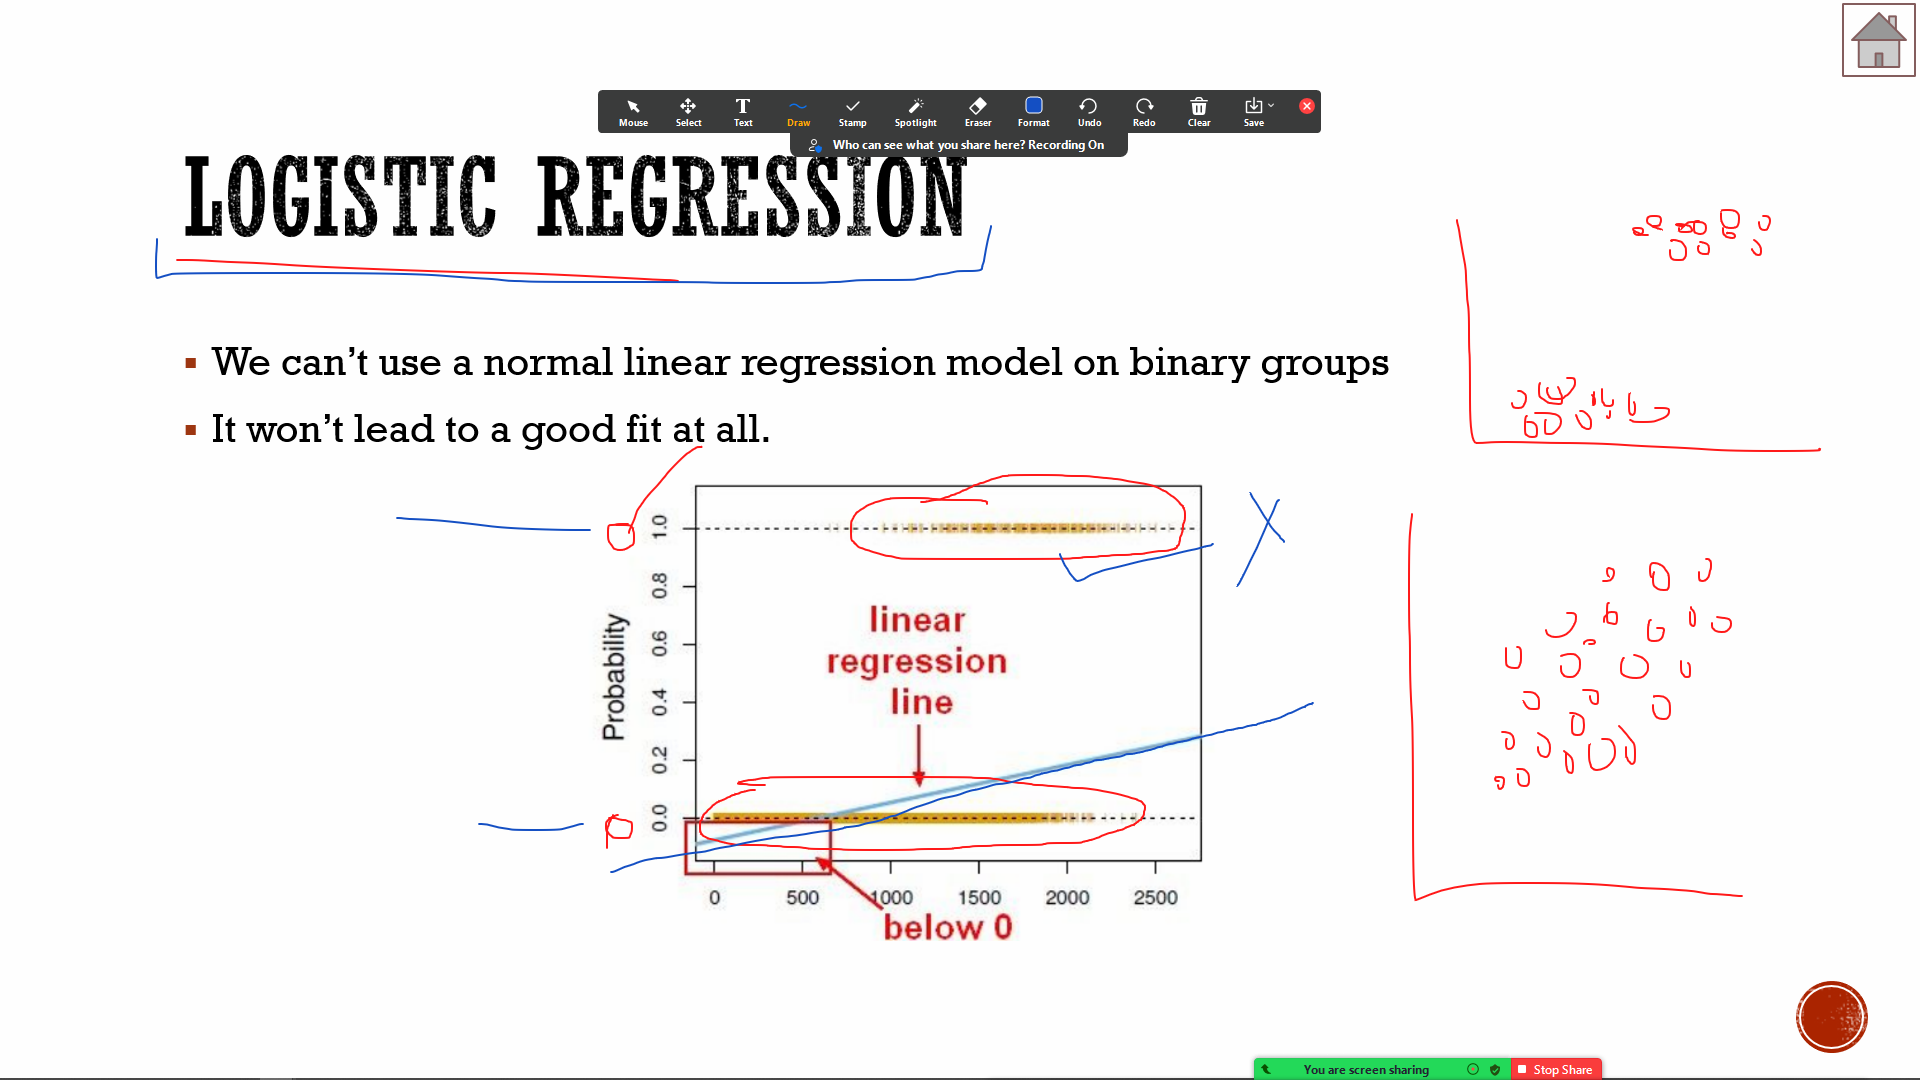 Mouse Select Text Draw Stamp Spotlight Eraser Format Undo Redo Clear Save
Who can see what you share here? Recording On
LOGISTIC REGRESSION
We can't use a normal linear regression model on binary groups
It won't lead to a good fit at all.
Probability
1.0
0.8
0.6
0.4
0.2
0.0
linear
regression
line
0 500 1000 1500 2000 2500
below 0
You are screen sharing Stop Share